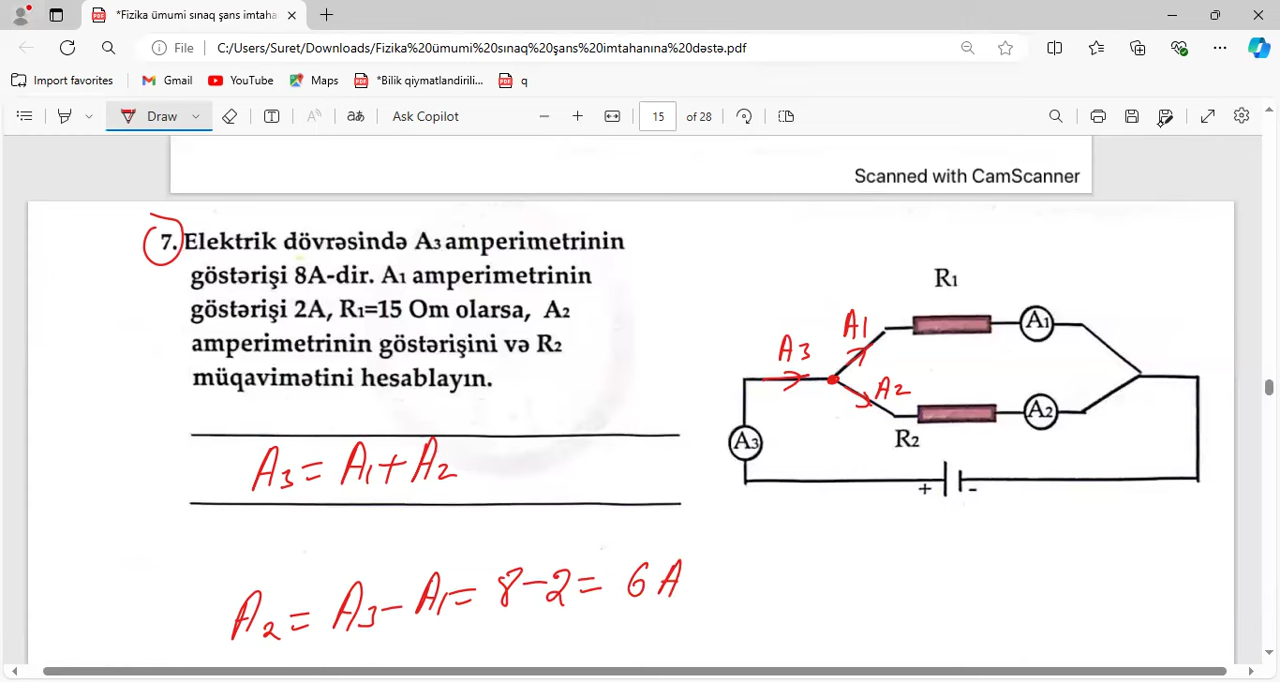 *Fizika ümumi sınaq şans imtaha
File C:/Users/Suret/Downloads/Fizika%20ümumi%20sınaq%20şans%20imtahanına%20dəstə.pdf
Import favorites Gmail YouTube Maps *Bilik qiymatlandirili... q
Draw aあ Ask Copilot 15 of 28
Scanned with CamScanner
7. Elektrik dövrəsində A3 amperimetrinin
göstərişi 8A-dir. A1 amperimetrinin
göstərişi 2A, R1=15 Om olarsa, A2
amperimetrinin göstərişini və R2
müqavimətini hesablayın.
R1
A1
A1
A3
A2
A2
R2
A3
+ -
A3 = A1 + A2
A2 = A3 - A1 = 8 - 2 = 6 A